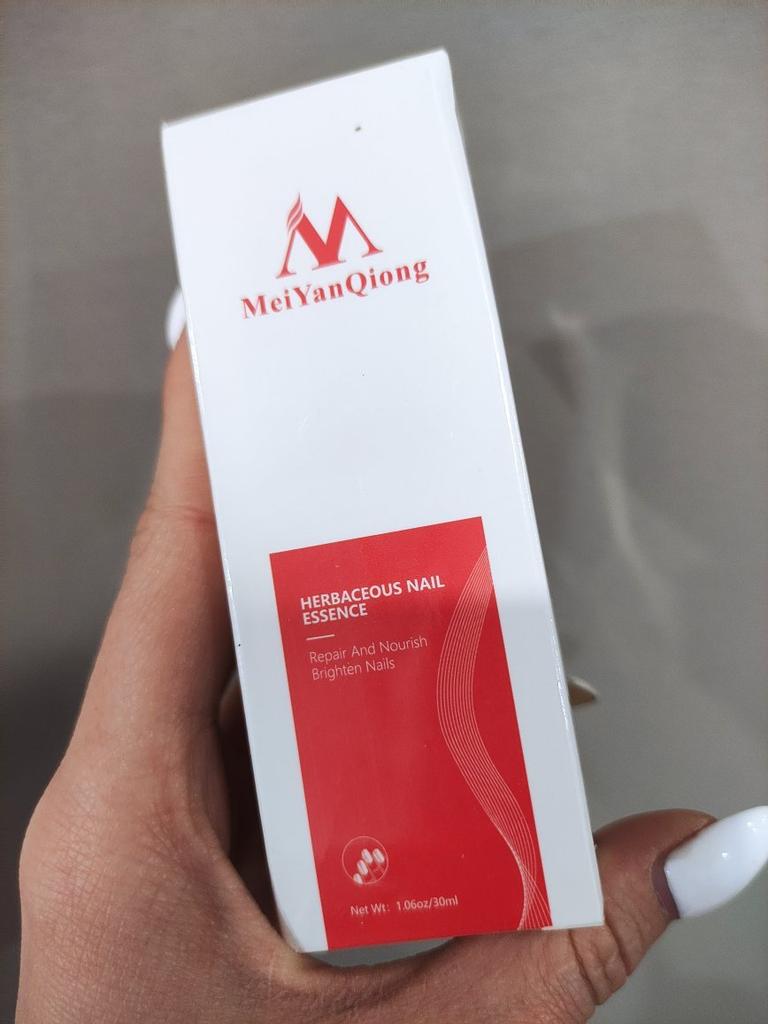 MeiYanQiong
HERBACEOUS NAIL
ESSENCE
Repair And Nourish
Brighten Nails
Net Wt: 1.06oz/30ml